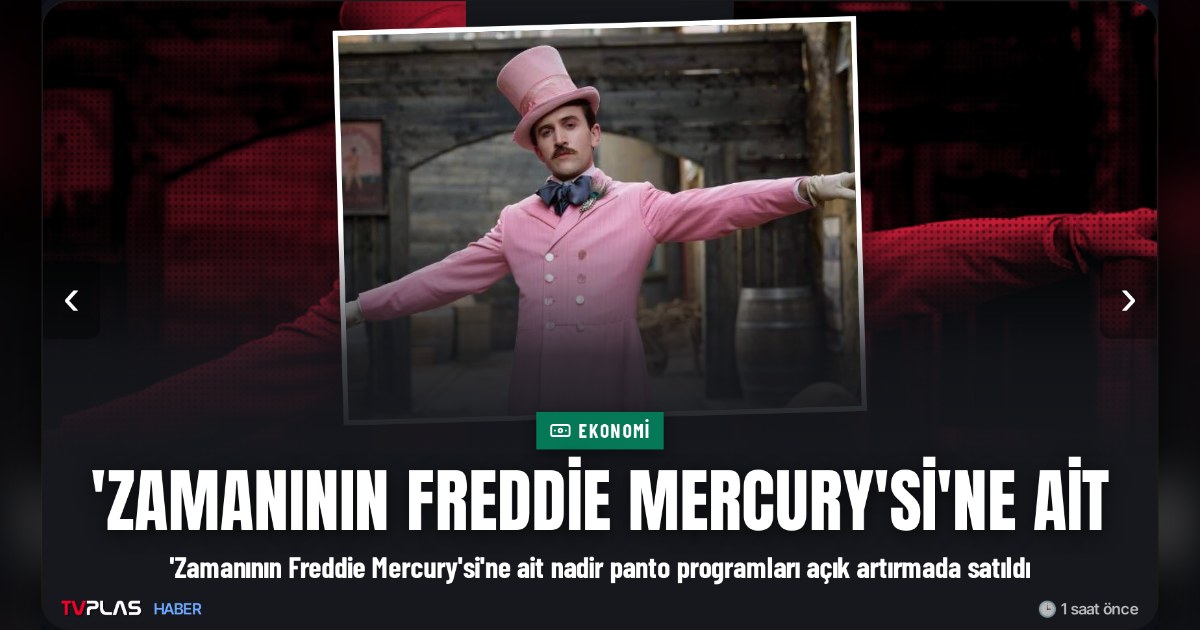 EKONOMİ
'ZAMANININ FREDDİE MERCURY'Sİ'NE AİT
'Zamanının Freddie Mercury'si'ne ait nadir panto programları açık artırmada satıldı
TVPLAS HABER
1 saat önce